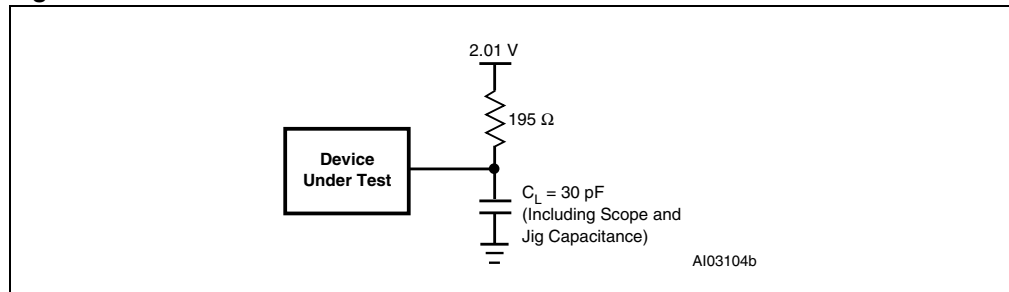 2.01 V
195 Ω
Device
Under Test
C_L = 30 pF
(Including Scope and
Jig Capacitance)
AI03104b